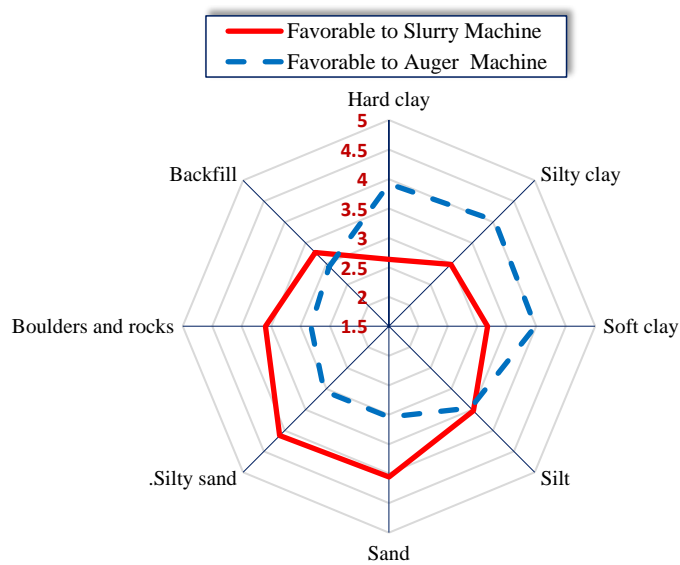 Favorable to Slurry Machine
Favorable to Auger Machine
Hard clay
5
4.5
4
3.5
3
2.5
2
1.5
Silty clay
Soft clay
Silt
Sand
.Silty sand
Boulders and rocks
Backfill